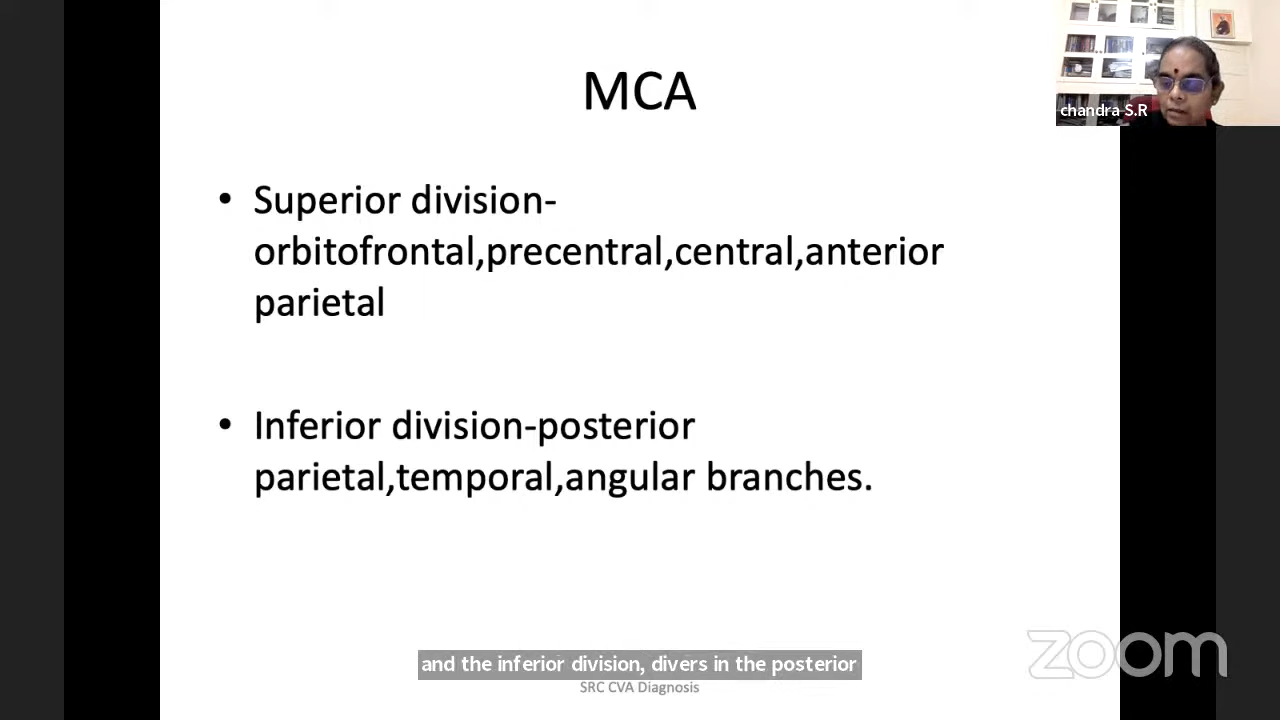 MCA
chandra S.R
• Superior division-
orbitofrontal,precentral,central,anterior
parietal
• Inferior division-posterior
parietal,temporal,angular branches.
and the inferior division, divers in the posterior
SRC CVA Diagnosis
zoom